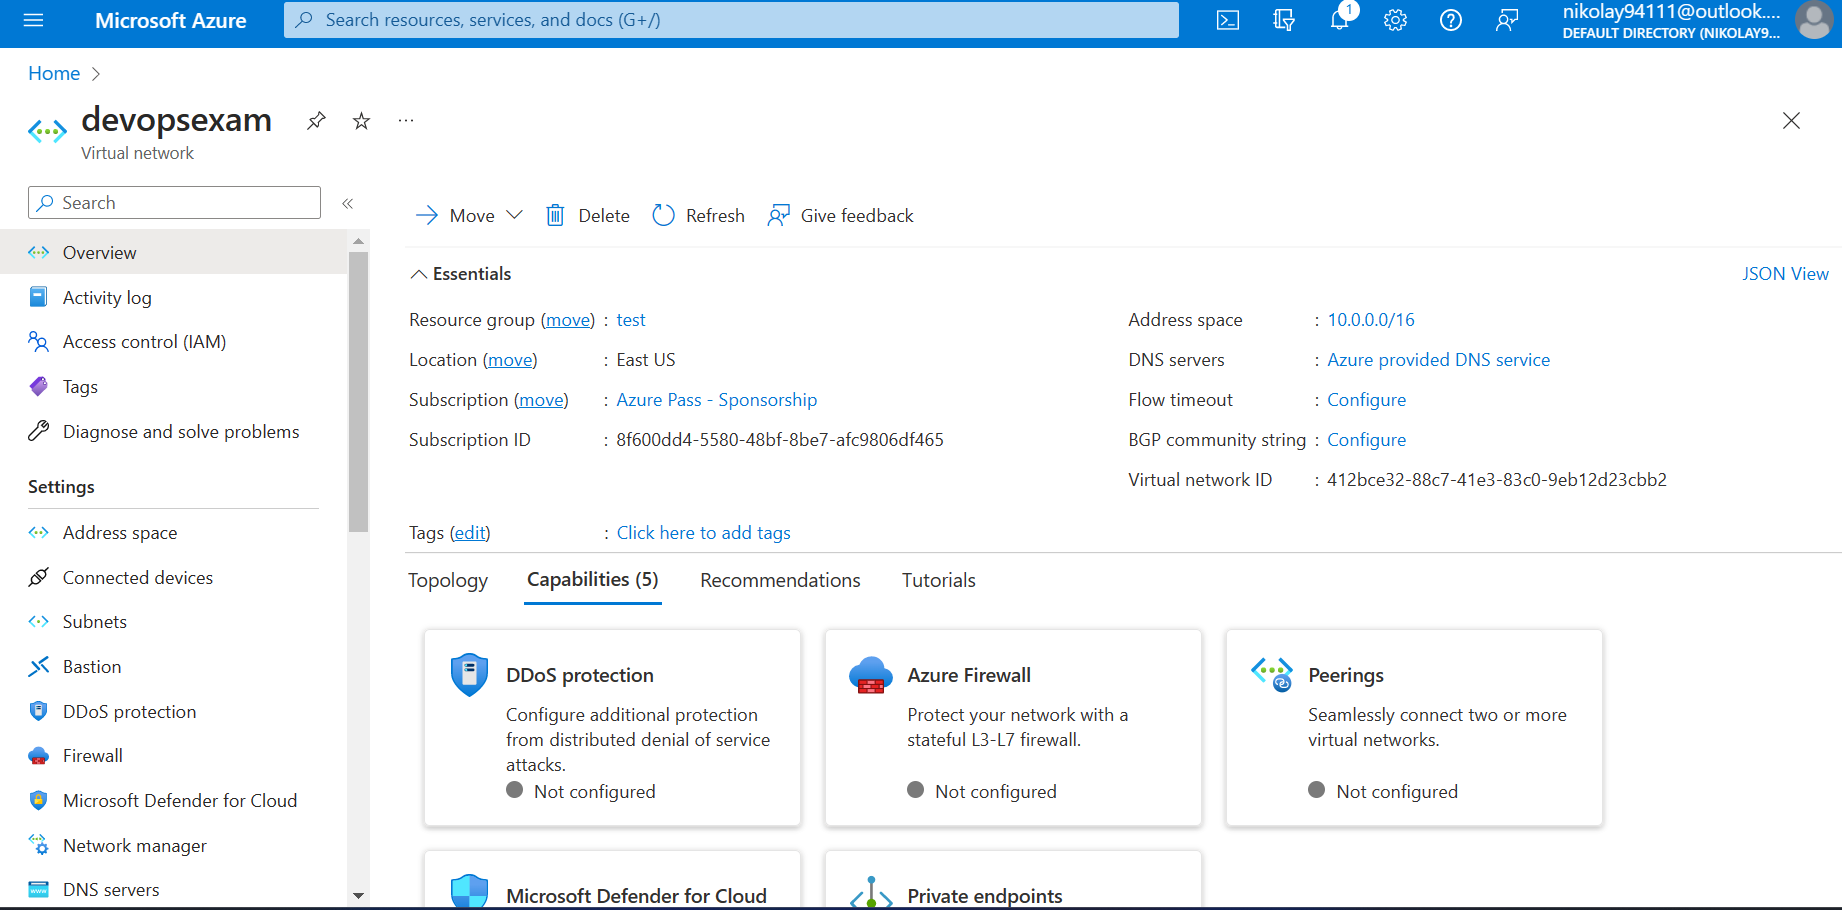 Microsoft Azure
Search resources, services, and docs (G+/)
1
nikolay94111@outlook....
DEFAULT DIRECTORY (NIKOLAY9...
Home
devopsexam
Virtual network
Search
Overview
Activity log
Access control (IAM)
Tags
Diagnose and solve problems
Settings
Address space
Connected devices
Subnets
Bastion
DDoS protection
Firewall
Microsoft Defender for Cloud
Network manager
DNS servers
Move
Delete
Refresh
Give feedback
Essentials
JSON View
Resource group (move) : test
Location (move) : East US
Subscription (move) : Azure Pass - Sponsorship
Subscription ID : 8f600dd4-5580-48bf-8be7-afc9806df465
Address space : 10.0.0.0/16
DNS servers : Azure provided DNS service
Flow timeout : Configure
BGP community string : Configure
Virtual network ID : 412bce32-88c7-41e3-83c0-9eb12d23cbb2
Tags (edit) : Click here to add tags
Topology
Capabilities (5)
Recommendations
Tutorials
DDoS protection
Configure additional protection
from distributed denial of service
attacks.
Not configured
Azure Firewall
Protect your network with a
stateful L3-L7 firewall.
Not configured
Peerings
Seamlessly connect two or more
virtual networks.
Not configured
Microsoft Defender for Cloud
Private endpoints